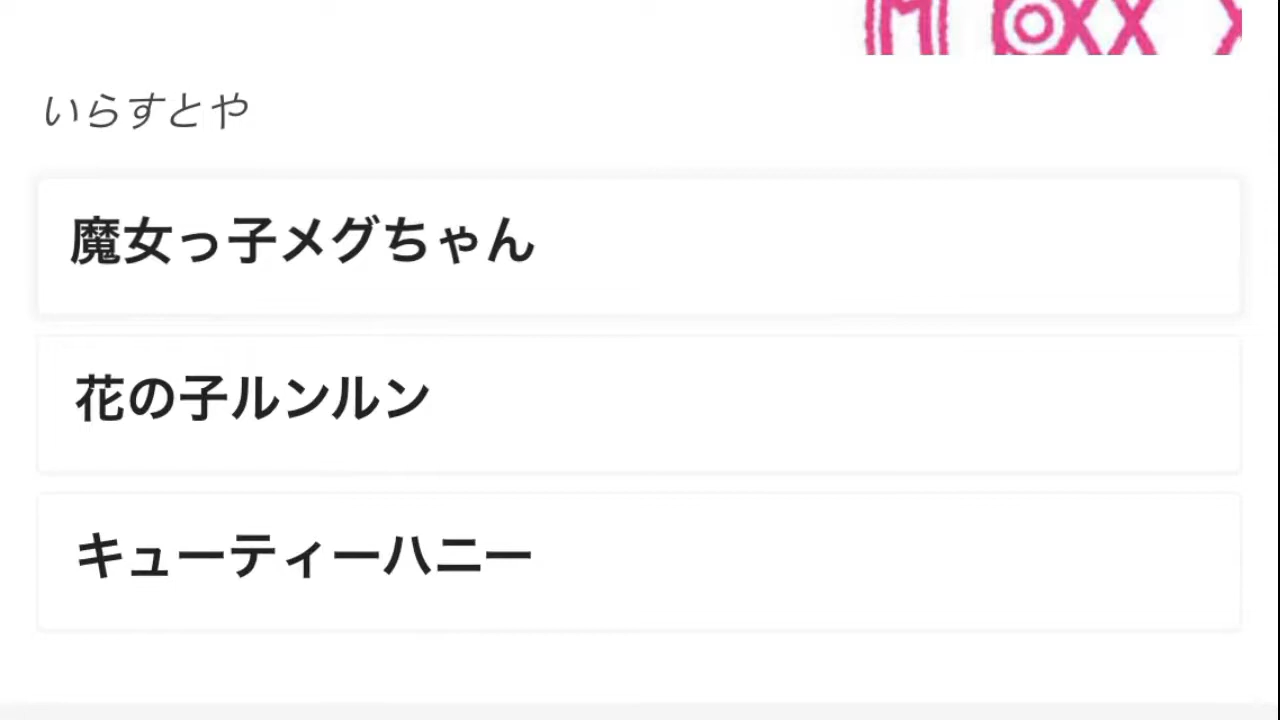 いらすとや
魔女っ子メグちゃん
花の子ルンルン
キューティーハニー